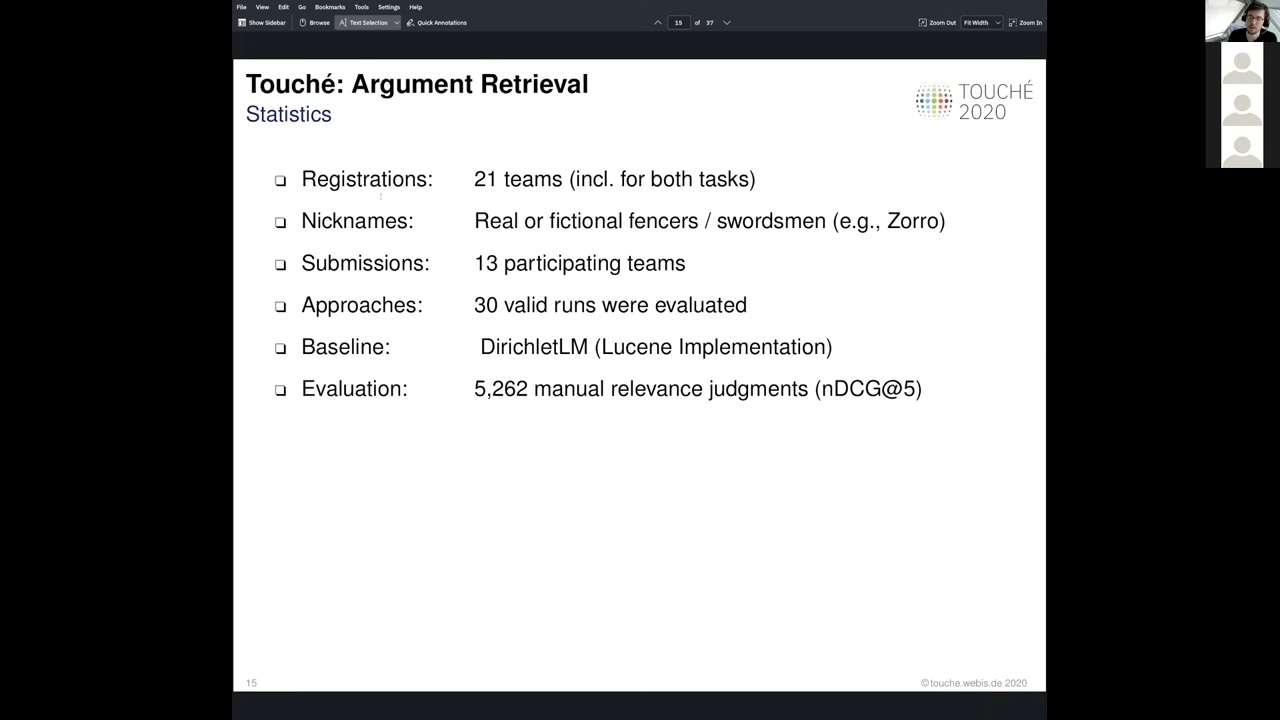 File View Edit Go Bookmarks Tools Settings Help
Show Sidebar Browse Text Selection Quick Annotations 15 of 37 Zoom Out Fit Width Zoom In
Touché: Argument Retrieval
Statistics
TOUCHÉ
2020
Registrations: 21 teams (incl. for both tasks)
Nicknames: Real or fictional fencers / swordsmen (e.g., Zorro)
Submissions: 13 participating teams
Approaches: 30 valid runs were evaluated
Baseline: DirichletLM (Lucene Implementation)
Evaluation: 5,262 manual relevance judgments (nDCG@5)
15 ©touche.webis.de 2020